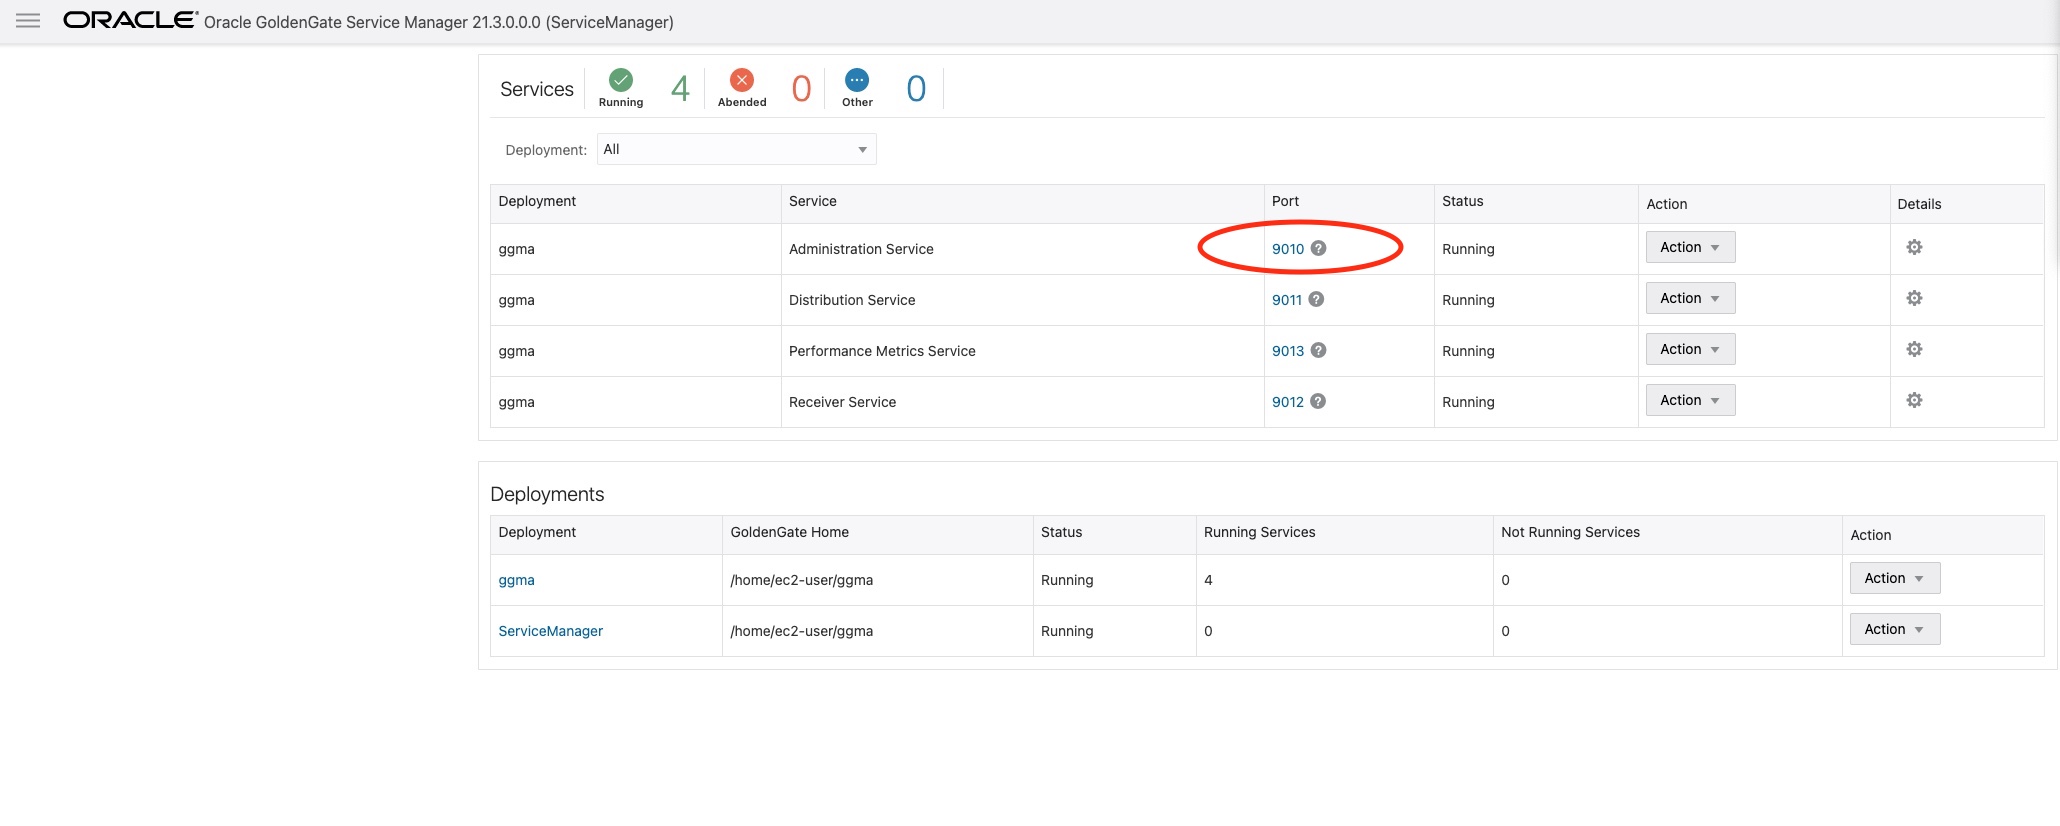 ORACLE Oracle GoldenGate Service Manager 21.3.0.0.0 (ServiceManager)
Services Running 4 Abended 0 Other 0
Deployment: All
Deployment Service Port Status Action Details
ggma Administration Service 9010 ? Running Action
ggma Distribution Service 9011 ? Running Action
ggma Performance Metrics Service 9013 ? Running Action
ggma Receiver Service 9012 ? Running Action
Deployments
Deployment GoldenGate Home Status Running Services Not Running Services Action
ggma /home/ec2-user/ggma Running 4 0 Action
ServiceManager /home/ec2-user/ggma Running 0 0 Action